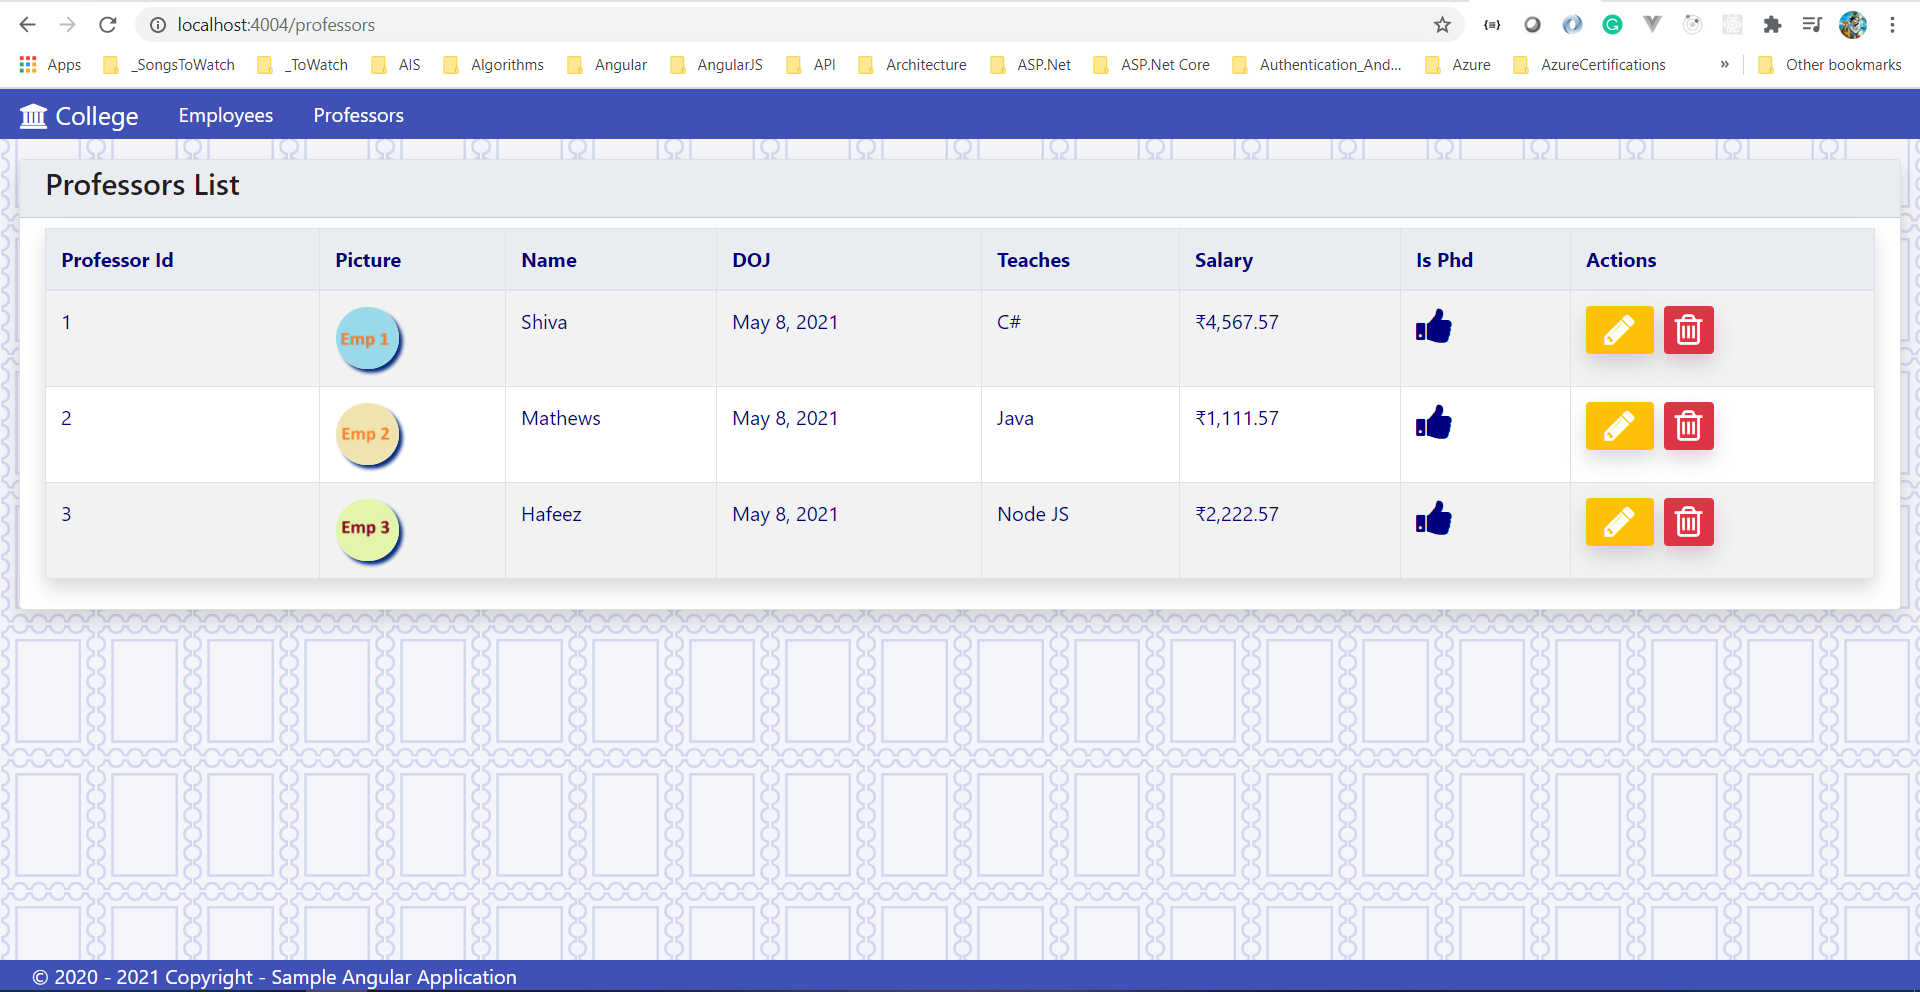 localhost:4004/professors
Apps _SongsToWatch _ToWatch AIS Algorithms Angular AngularJS API Architecture ASP.Net ASP.Net Core Authentication_And... Azure AzureCertifications » Other bookmarks
College Employees Professors
Professors List
Professor Id Picture Name DOJ Teaches Salary Is Phd Actions
1 Emp 1 Shiva May 8, 2021 C# ₹4,567.57
2 Emp 2 Mathews May 8, 2021 Java ₹1,111.57
3 Emp 3 Hafeez May 8, 2021 Node JS ₹2,222.57
© 2020 - 2021 Copyright - Sample Angular Application